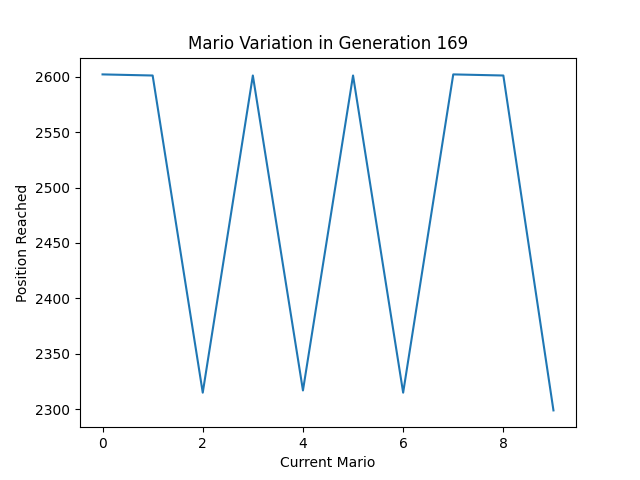 Mario Variation in Generation 169
2600
2550
2500
2450
2400
2350
2300
Position Reached
0 2 4 6 8
Current Mario